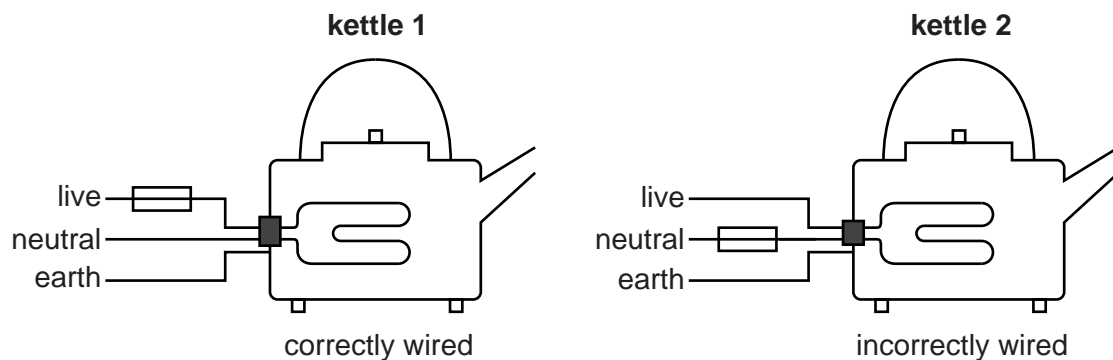 kettle 1
live
neutral
earth
correctly wired
kettle 2
live
neutral
earth
incorrectly wired